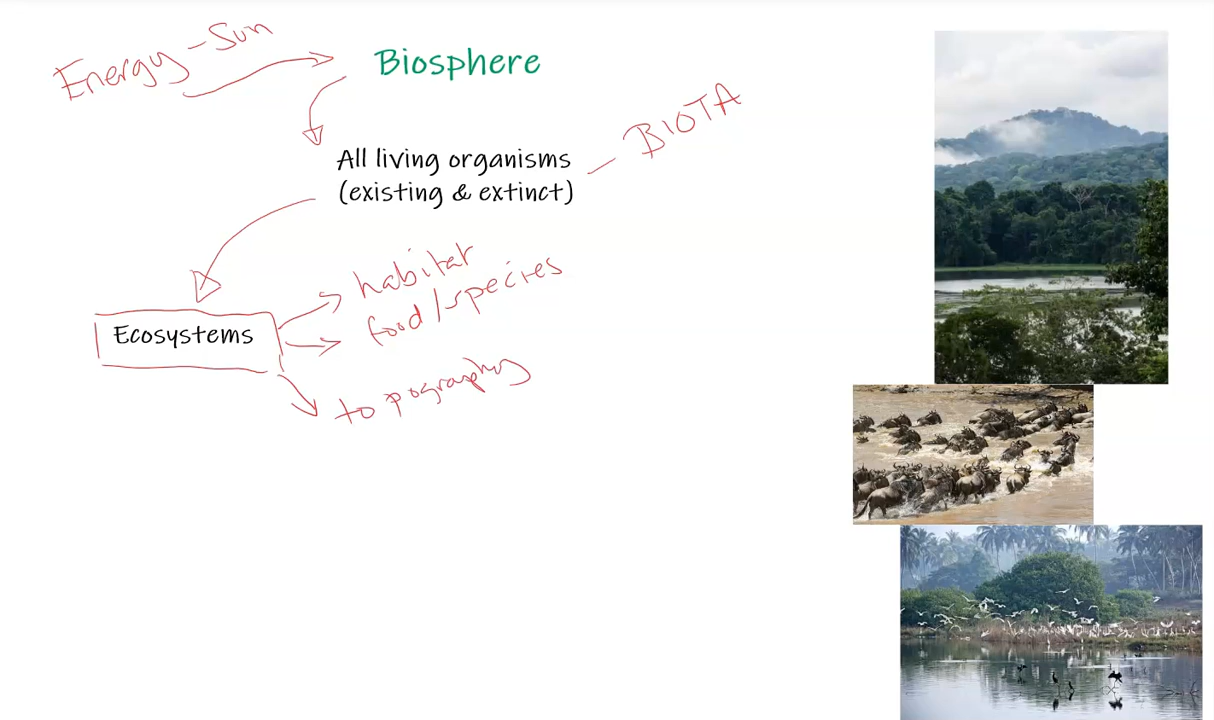 Energy - Sun
Biosphere
BIOTA
All living organisms
(existing & extinct)
habitat
food/species
Ecosystems
topography